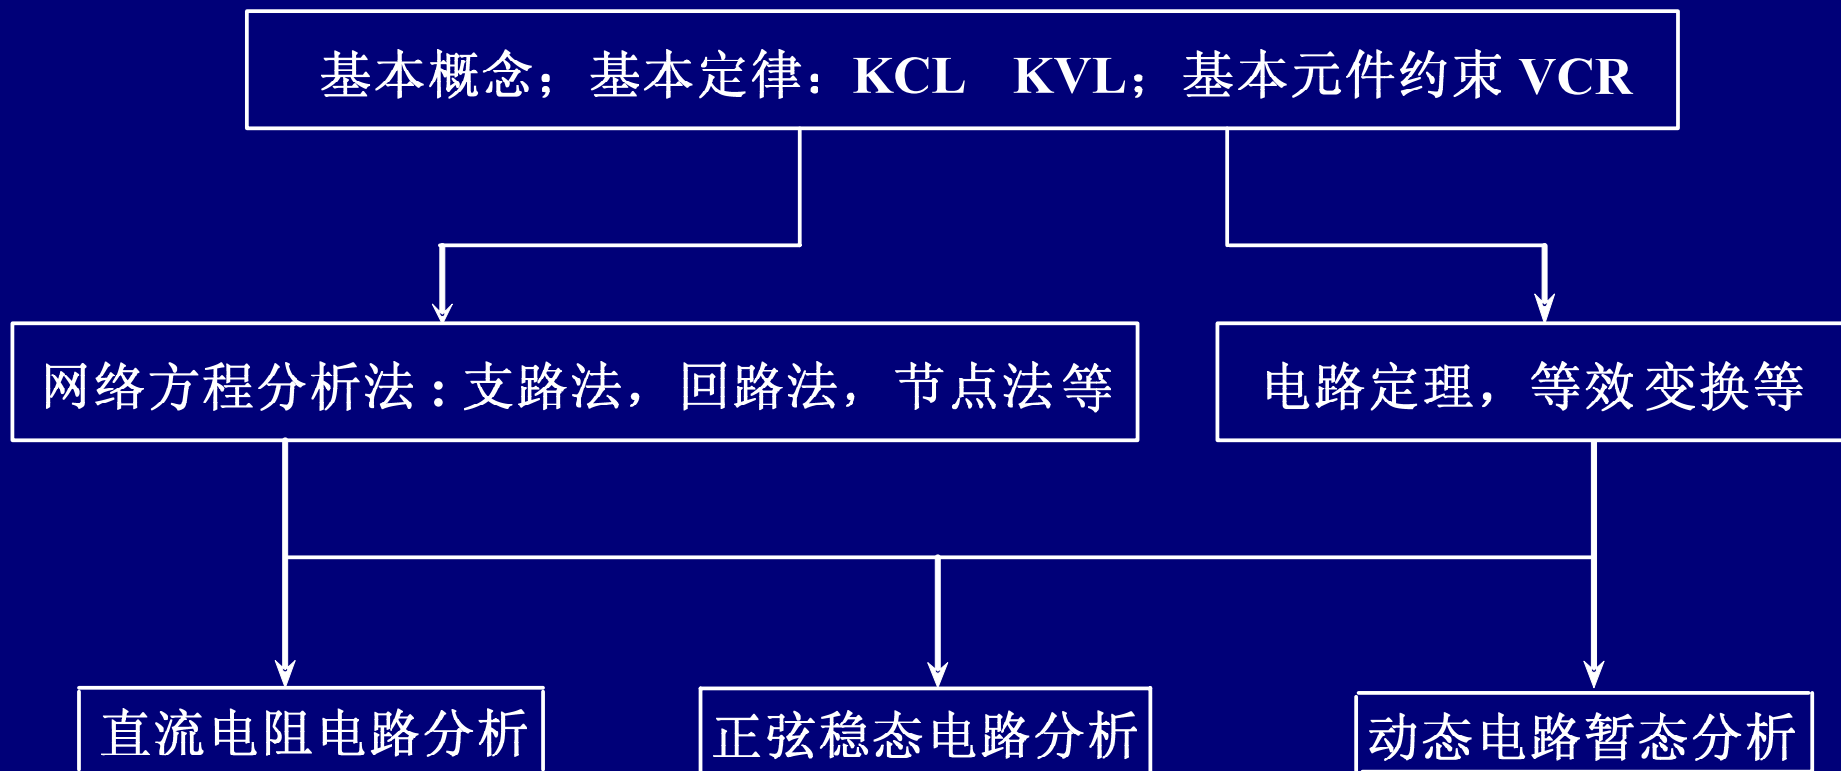 基本概念；基本定律：KCL KVL；基本元件约束 VCR
网络方程分析法：支路法，回路法，节点法等
电路定理，等效变换等
直流电阻电路分析
正弦稳态电路分析
动态电路暂态分析